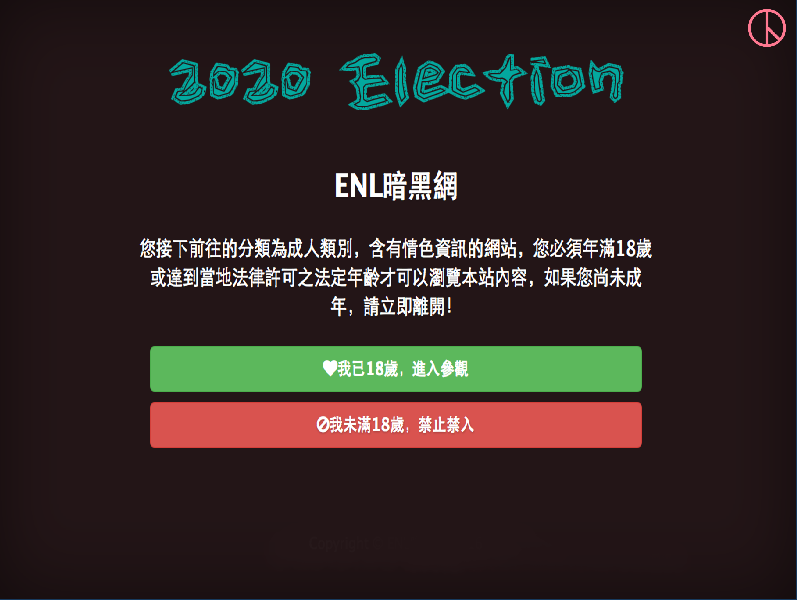 2020 Election
ENL暗黑網
您接下前往的分類為成人類別，含有情色資訊的網站，您必須年滿18歲
或達到當地法律許可之法定年齡才可以瀏覽本站內容，如果您尚未成
年，請立即離開！
我已18歲，進入參觀
我未滿18歲，禁止禁入